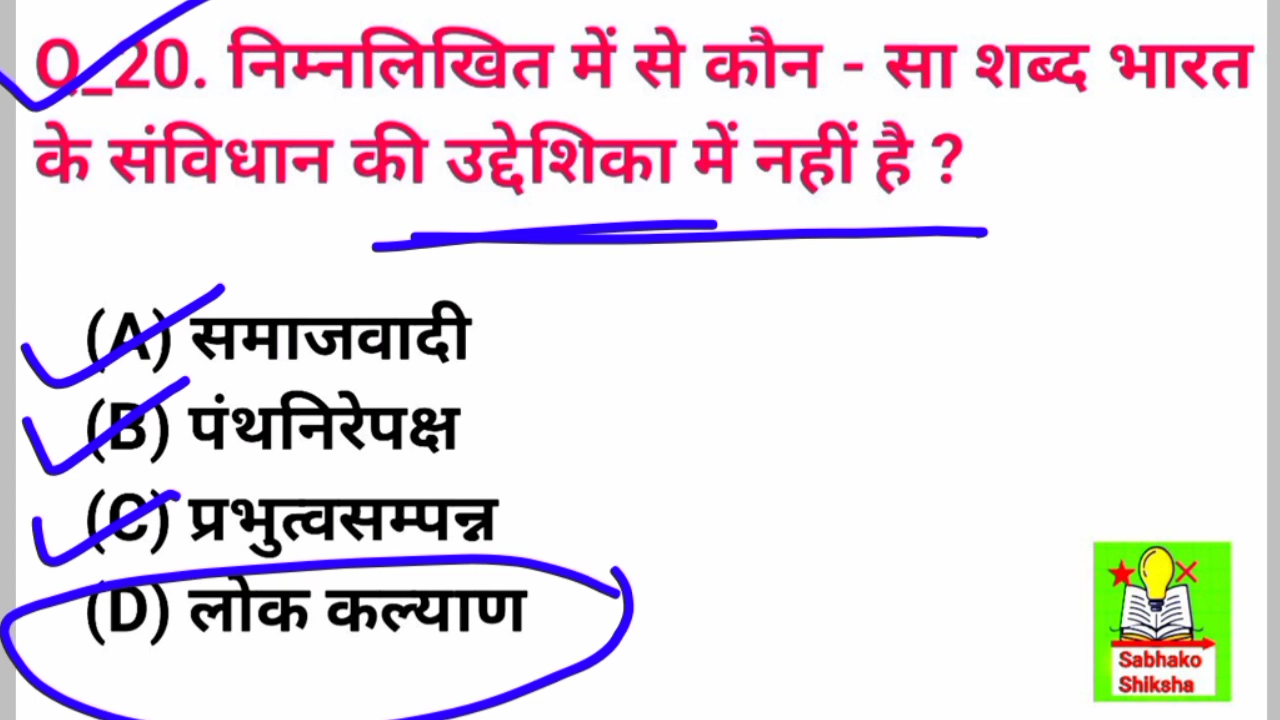 Q_20. निम्नलिखित में से कौन - सा शब्द भारत
के संविधान की उद्देशिका में नहीं है ?
(A) समाजवादी
(B) पंथनिरेपक्ष
(C) प्रभुत्वसम्पन्न
(D) लोक कल्याण
Sabhako
Shiksha